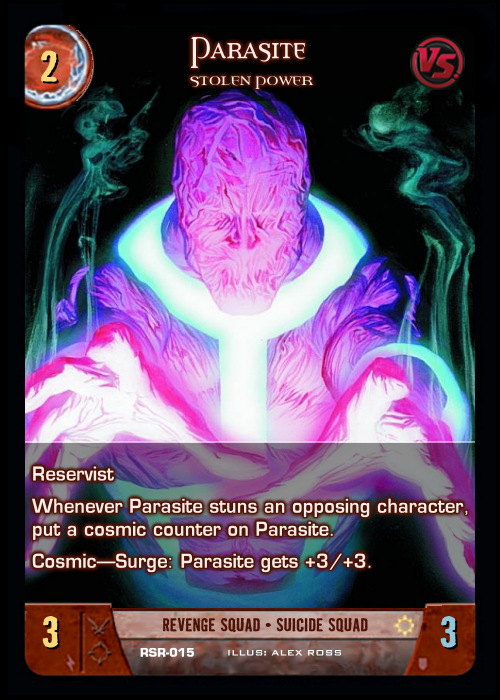 2
Parasite
VS
STOLEN POWER
Reservist
Whenever Parasite stuns an opposing character,
put a cosmic counter on Parasite.
Cosmic—Surge: Parasite gets +3/+3.
3
REVENGE SQUAD • SUICIDE SQUAD
3
RSR-015 ILLUS: ALEX ROSS